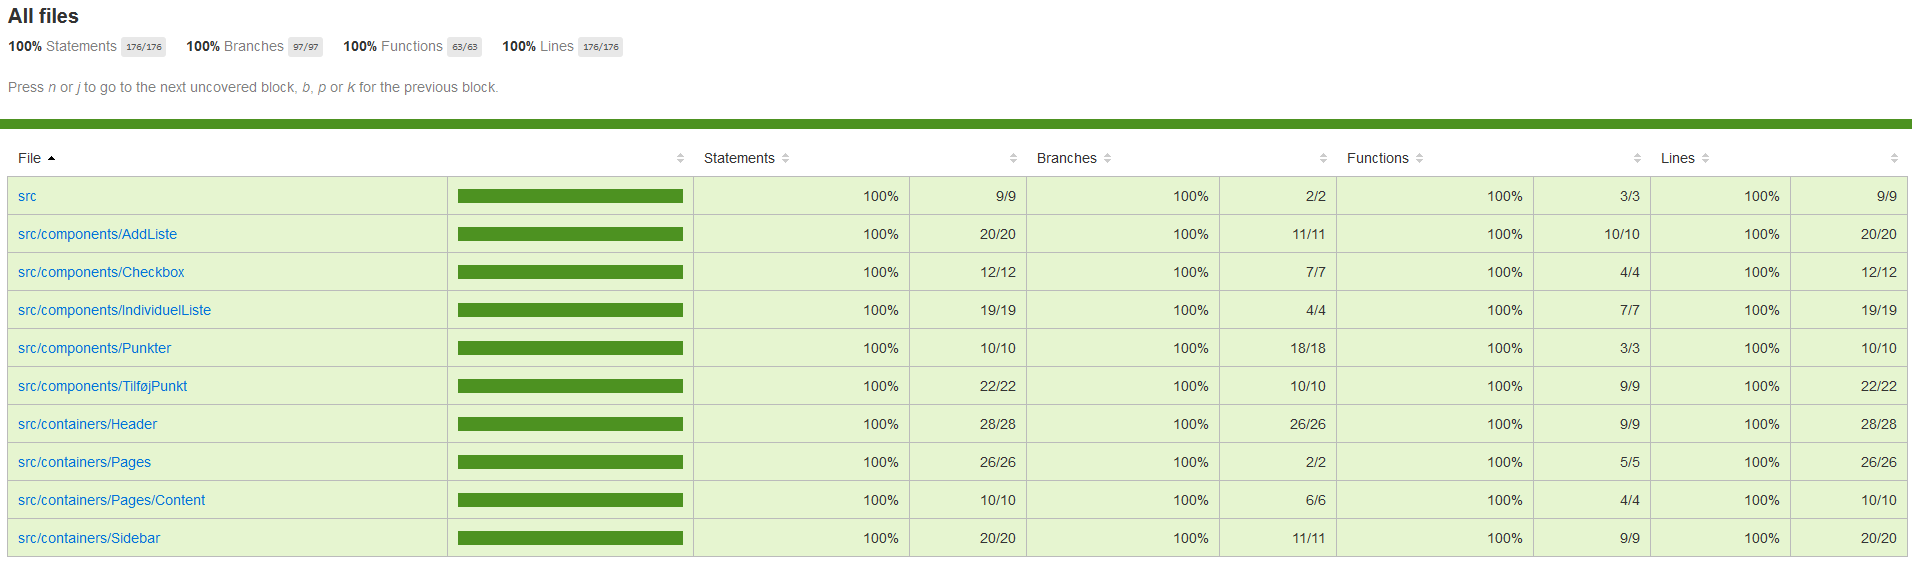 All files
100% Statements 176/176 100% Branches 97/97 100% Functions 63/63 100% Lines 176/176
Press n or j to go to the next uncovered block, b, p or k for the previous block.
File Statements Branches Functions Lines
src 100% 9/9 100% 2/2 100% 3/3 100% 9/9
src/components/AddListe 100% 20/20 100% 11/11 100% 10/10 100% 20/20
src/components/Checkbox 100% 12/12 100% 7/7 100% 4/4 100% 12/12
src/components/IndividuelListe 100% 19/19 100% 4/4 100% 7/7 100% 19/19
src/components/Punkter 100% 10/10 100% 18/18 100% 3/3 100% 10/10
src/components/TilføjPunkt 100% 22/22 100% 10/10 100% 9/9 100% 22/22
src/containers/Header 100% 28/28 100% 26/26 100% 9/9 100% 28/28
src/containers/Pages 100% 26/26 100% 2/2 100% 5/5 100% 26/26
src/containers/Pages/Content 100% 10/10 100% 6/6 100% 4/4 100% 10/10
src/containers/Sidebar 100% 20/20 100% 11/11 100% 9/9 100% 20/20